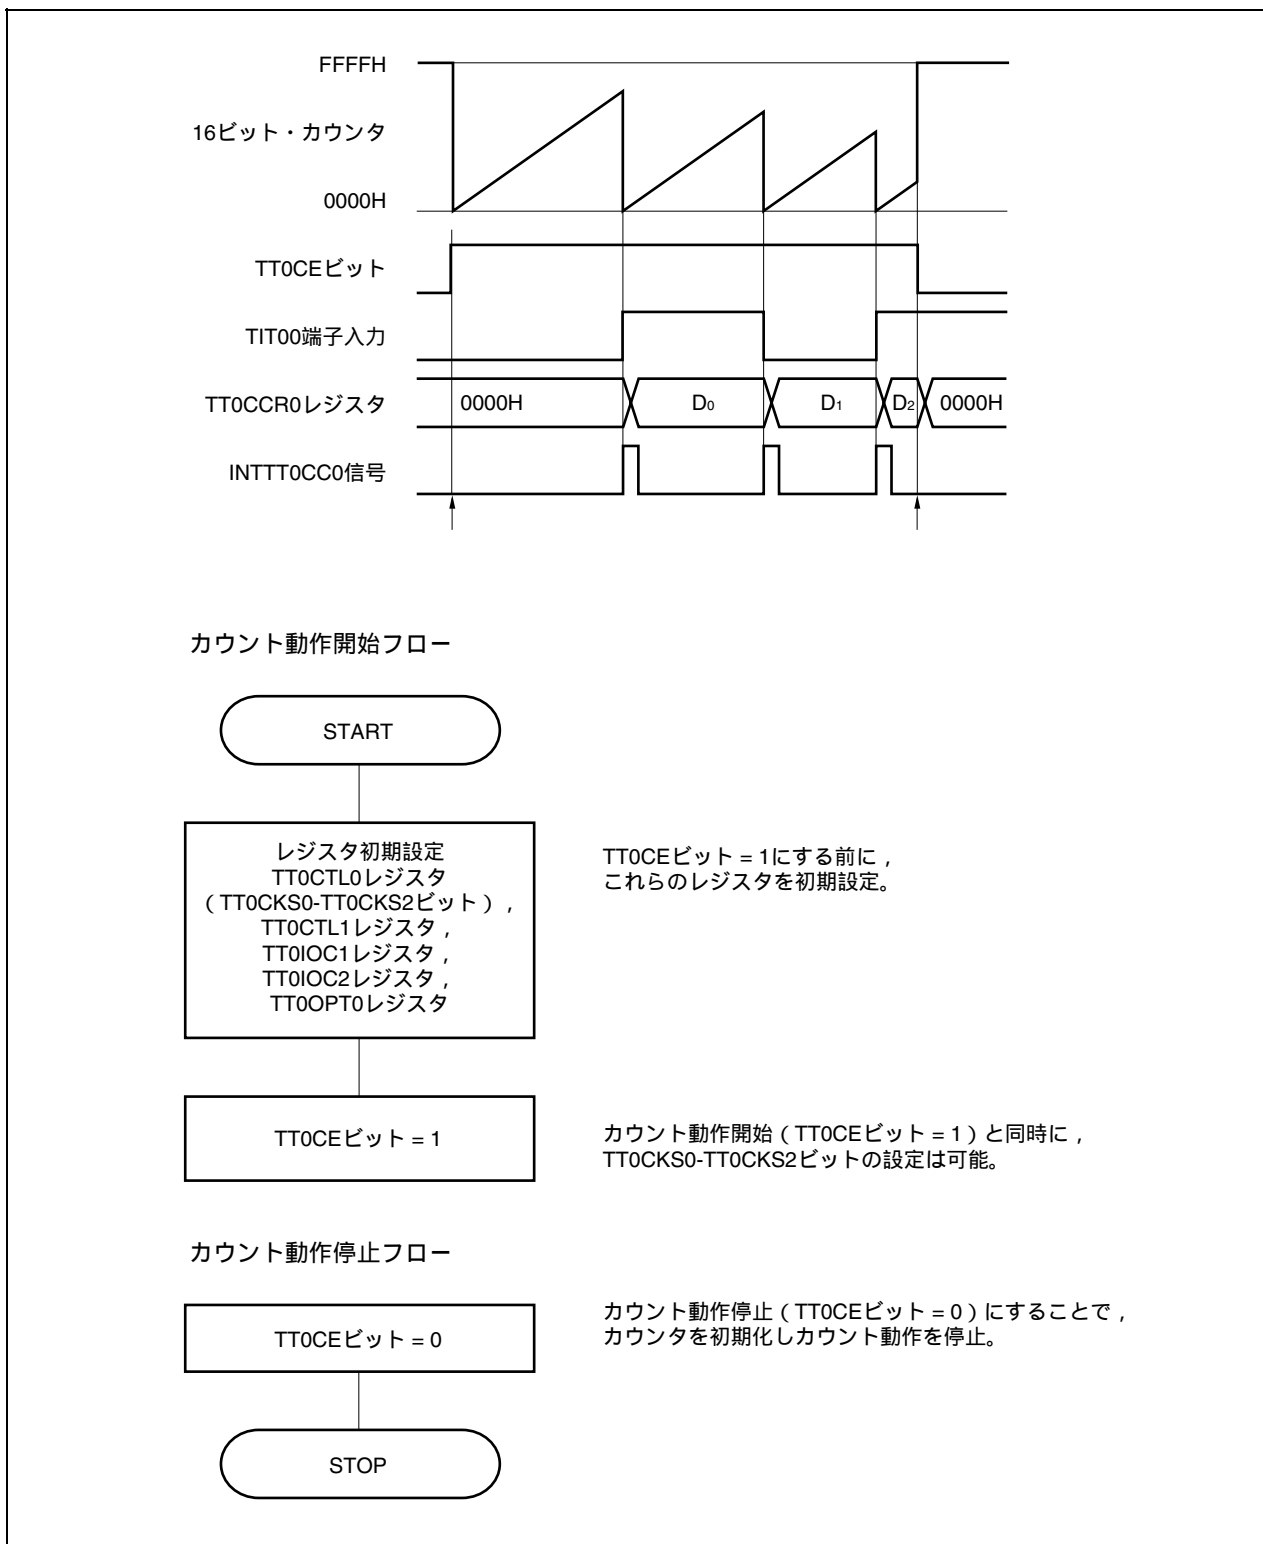 FFFFH
16ビット・カウンタ
0000H
TT0CEビット
TIT00端子入力
TT0CCR0レジスタ
0000H
D0
D1
D2
0000H
INTTT0CC0信号
カウント動作開始フロー
START
レジスタ初期設定
TT0CTL0レジスタ
（TT0CKS0-TT0CKS2ビット），
TT0CTL1レジスタ，
TT0IOC1レジスタ，
TT0IOC2レジスタ，
TT0OPT0レジスタ
TT0CEビット = 1にする前に，
これらのレジスタを初期設定。
TT0CEビット = 1
カウント動作開始（TT0CEビット = 1）と同時に，
TT0CKS0-TT0CKS2ビットの設定は可能。
カウント動作停止フロー
TT0CEビット = 0
カウント動作停止（TT0CEビット = 0）にすることで，
カウンタを初期化しカウント動作を停止。
STOP